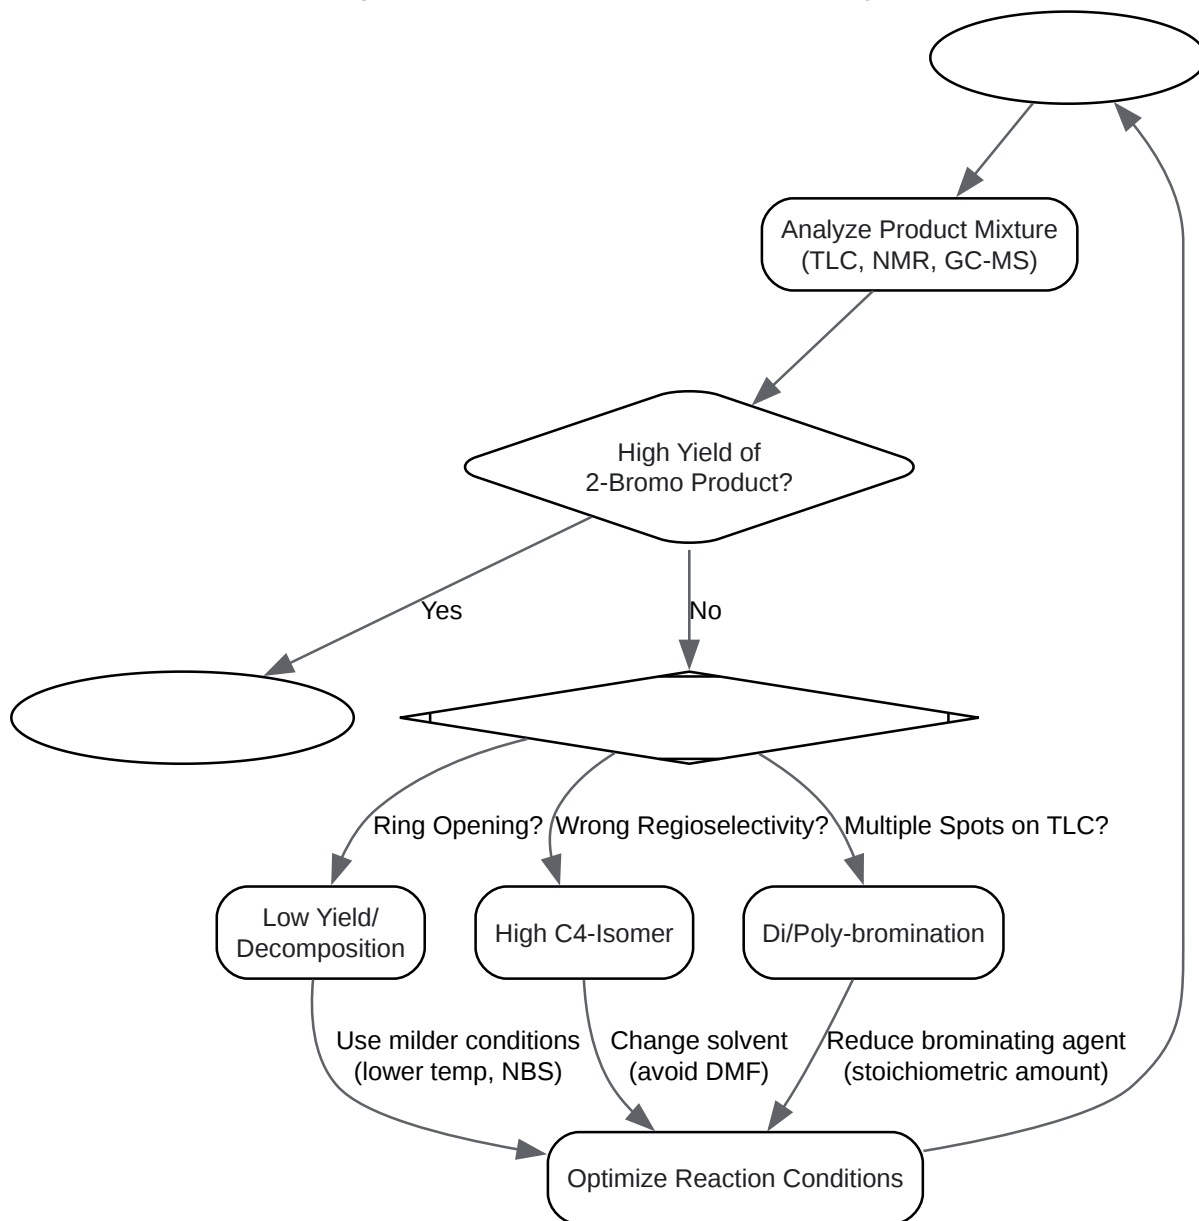 Analyze Product Mixture
(TLC, NMR, GC-MS)
High Yield of
2-Bromo Product?
Yes
No
Ring Opening?
Wrong Regioselectivity?
Multiple Spots on TLC?
Low Yield/
Decomposition
High C4-Isomer
Di/Poly-bromination
Use milder conditions
(lower temp, NBS)
Change solvent
(avoid DMF)
Reduce brominating agent
(stoichiometric amount)
Optimize Reaction Conditions